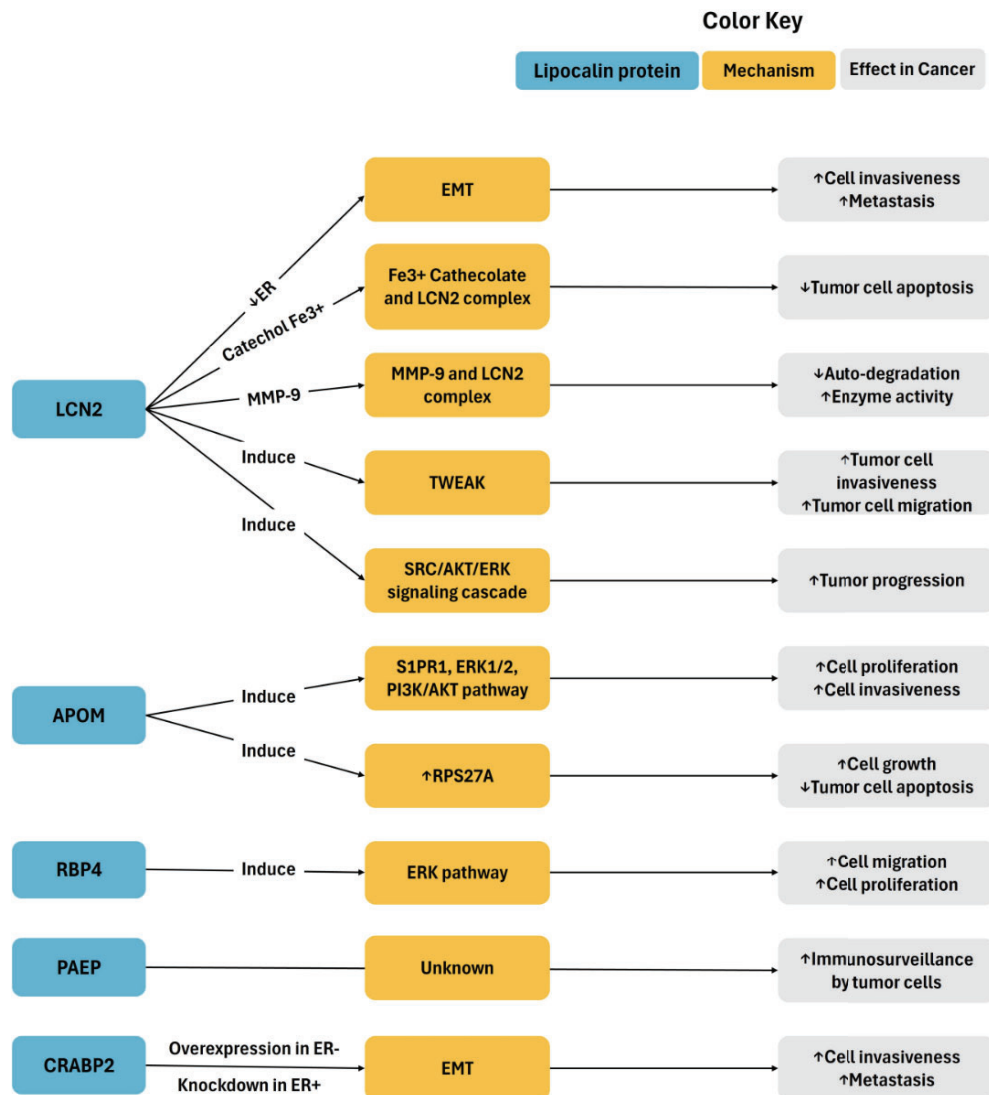 Color Key
Lipocalin protein
Mechanism
Effect in Cancer
LCN2
↓ER
EMT
↑Cell invasiveness
↑Metastasis
Catechol Fe3+
Fe3+ Cathecolate
and LCN2 complex
↓Tumor cell apoptosis
MMP-9
MMP-9 and LCN2
complex
↓Auto-degradation
↑Enzyme activity
Induce
TWEAK
↑Tumor cell
invasiveness
↑Tumor cell migration
Induce
SRC/AKT/ERK
signaling cascade
↑Tumor progression
APOM
Induce
S1PR1, ERK1/2,
PI3K/AKT pathway
↑Cell proliferation
↑Cell invasiveness
Induce
↑RPS27A
↑Cell growth
↓Tumor cell apoptosis
RBP4
Induce
ERK pathway
↑Cell migration
↑Cell proliferation
PAEP
Unknown
↑Immunosurveillance
by tumor cells
CRABP2
Overexpression in ER-
Knockdown in ER+
EMT
↑Cell invasiveness
↑Metastasis